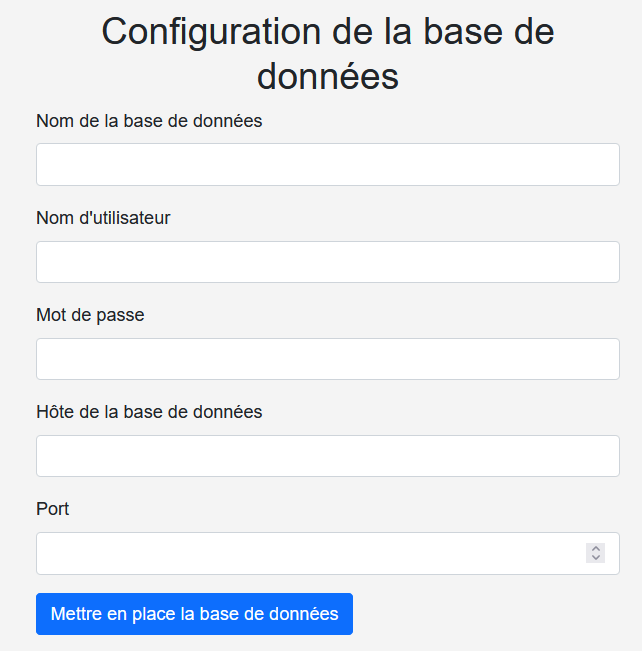 Configuration de la base de
données
Nom de la base de données
Nom d'utilisateur
Mot de passe
Hôte de la base de données
Port
Mettre en place la base de données